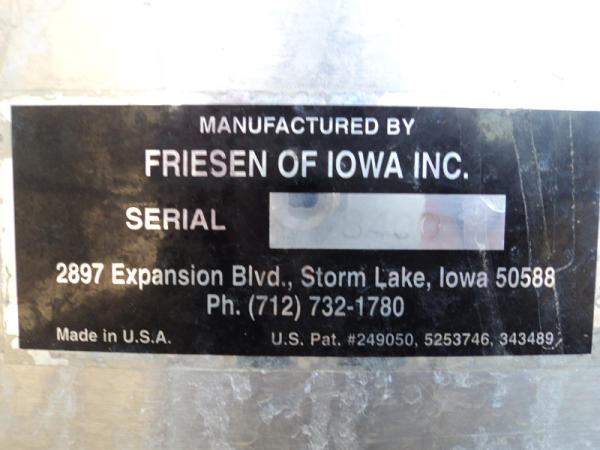 MANUFACTURED BY
FRIESEN OF IOWA INC.
SERIAL
2897 Expansion Blvd., Storm Lake, Iowa 50588
Ph. (712) 732-1780
Made in U.S.A. U.S. Pat. #249050, 5253746, 343489